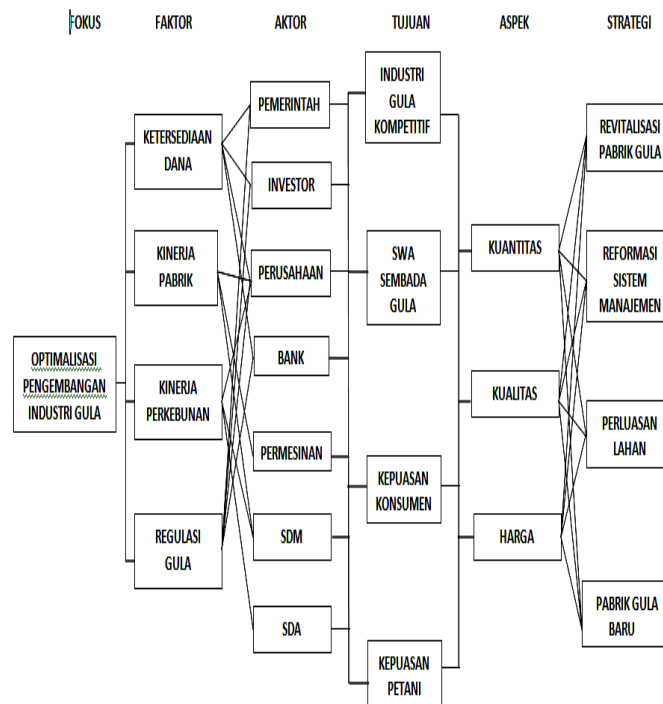 FOKUS
FAKTOR
AKTOR
TUJUAN
ASPEK
STRATEGI
OPTIMALISASI
PENGEMBANGAN
INDUSTRI GULA
KETERSEDIAAN
DANA
KINERJA
PABRIK
KINERJA
PERKEBUNAN
REGULASI
GULA
PEMERINTAH
INVESTOR
PERUSAHAAN
BANK
PERMESINAN
SDM
SDA
INDUSTRI
GULA
KOMPETITIF
SWA
SEMBADA
GULA
KEPUASAN
KONSUMEN
KEPUASAN
PETANI
KUANTITAS
KUALITAS
HARGA
REVITALISASI
PABRIK GULA
REFORMASI
SISTEM
MANAJEMEN
PERLUASAN
LAHAN
PABRIK GULA
BARU